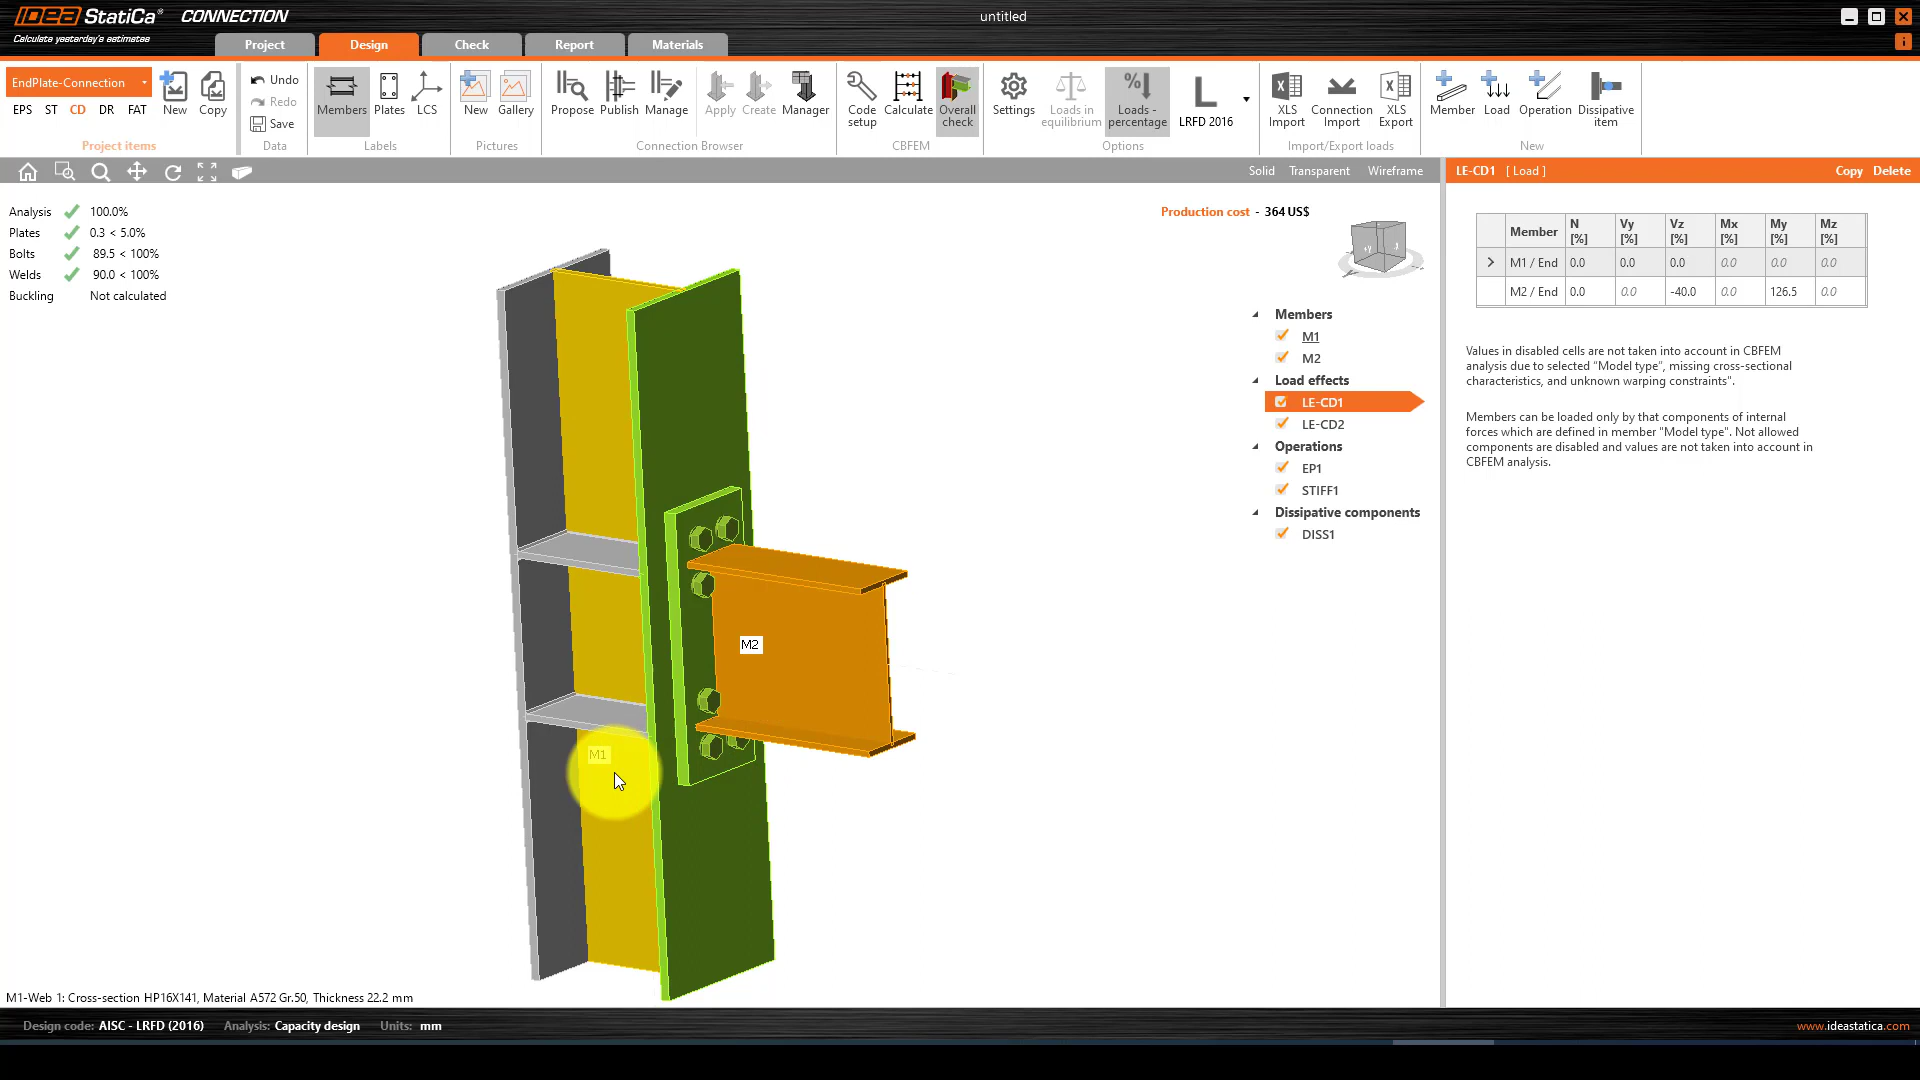 IDEA StatiCa® CONNECTION
Calculate yesterday's estimates
untitled
Project Design Check Report Materials
EndPlate-Connection
EPS ST CD DR FAT
New Copy
Project items
Undo
Redo
Save
Data
Members Plates LCS
Labels
New Gallery
Pictures
Propose Publish Manage Apply Create Manager
Connection Browser
Code setup Calculate Overall check
CBFEM
Settings Loads in equilibrium Loads - percentage LRFD 2016
Options
XLS Import Connection Import XLS Export
Import/Export loads
Member Load Operation Dissipative item
New
Solid Transparent Wireframe
LE-CD1 [ Load ] Copy Delete
Analysis 100.0%
Plates 0.3 < 5.0%
Bolts 89.5 < 100%
Welds 90.0 < 100%
Buckling Not calculated
Production cost - 364 US$
Members
M1
M2
Load effects
LE-CD1
LE-CD2
Operations
EP1
STIFF1
Dissipative components
DISS1
M2
M1
Member N [%] Vy [%] Vz [%] Mx [%] My [%] Mz [%]
> M1 / End 0.0 0.0 0.0 0.0 0.0 0.0
M2 / End 0.0 0.0 -40.0 0.0 126.5 0.0
Values in disabled cells are not taken into account in CBFEM
analysis due to selected "Model type", missing cross-sectional
characteristics, and unknown warping constraints".
Members can be loaded only by that components of internal
forces which are defined in member "Model type". Not allowed
components are disabled and values are not taken into account in
CBFEM analysis.
M1-Web 1: Cross-section HP16X141, Material A572 Gr.50, Thickness 22.2 mm
Design code: AISC - LRFD (2016) Analysis: Capacity design Units: mm
www.ideastatica.com